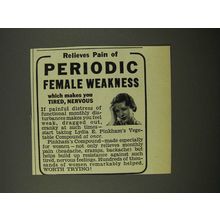 Relieves Pain of
PERIODIC
FEMALE WEAKNESS
which makes you
TIRED, NERVOUS
If painful distress of
functional monthly dis-
turbances makes you feel
weak, dragged out,
cranky at such times—
start taking Lydia E.
Pinkham's Vege-
table Compound at once.
Pinkham's Compound—made especially
for women—not only relieves monthly
pain (headache, cramps, backache) but
helps build up resistance against such
tired, nervous feelings. Hundreds of thou-
sands of women remarkably helped.
WORTH TRYING!